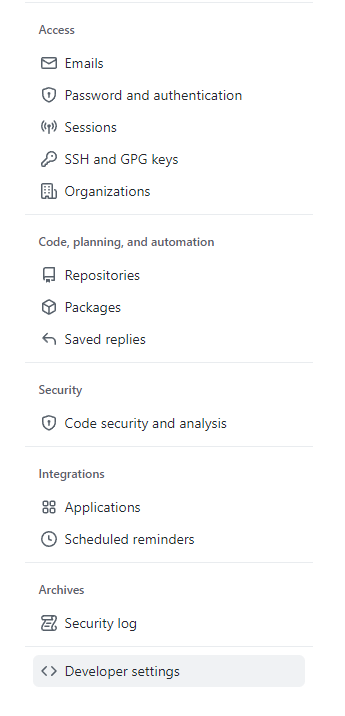 Access
Emails
Password and authentication
Sessions
SSH and GPG keys
Organizations
Code, planning, and automation
Repositories
Packages
Saved replies
Security
Code security and analysis
Integrations
Applications
Scheduled reminders
Archives
Security log
Developer settings